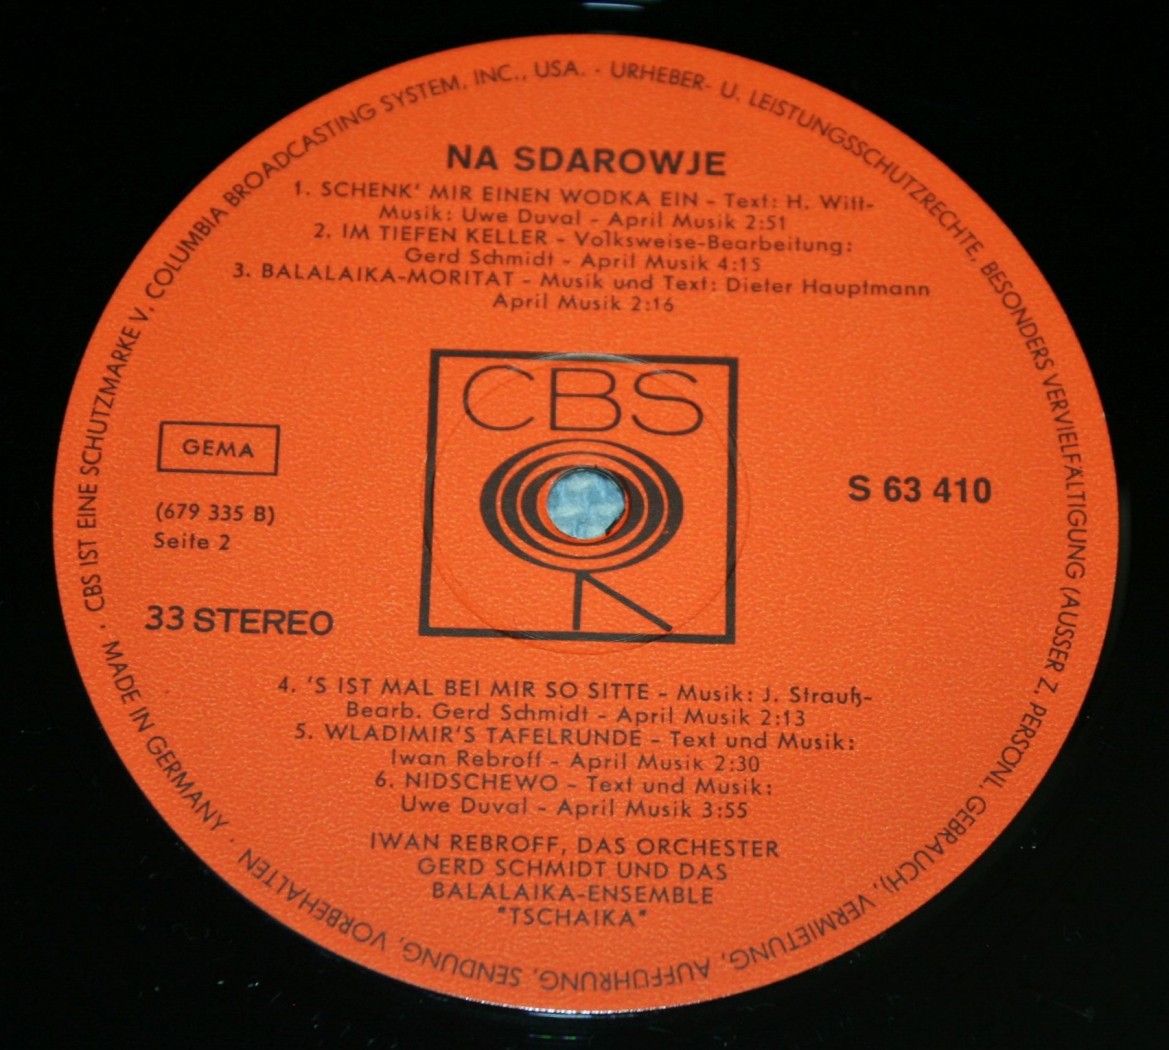 NA SDAROWJE
1. SCHENK' MIR EINEN WODKA EIN - Text: H. Witt-
Musik: Uwe Duval - April Musik 2:51
2. IM TIEFEN KELLER - Volksweise-Bearbeitung:
Gerd Schmidt - April Musik 4:15
3. BALALAIKA-MORITAT - Musik und Text: Dieter Hauptmann
April Musik 2:16
CBS
GEMA
(679 335 B)
Seite 2
33 STEREO
S 63 410
4. 'S IST MAL BEI MIR SO SITTE - Musik: J. Strauß-
Bearb. Gerd Schmidt - April Musik 2:13
5. WLADIMIR'S TAFELRUNDE - Text und Musik:
Iwan Rebroff - April Musik 2:30
6. NIDSCHEWO - Text und Musik:
Uwe Duval - April Musik 3:55
IWAN REBROFF, DAS ORCHESTER
GERD SCHMIDT UND DAS
BALALAIKA-ENSEMBLE
"TSCHAIKA"
MADE IN GERMANY · CBS IST EINE SCHUTZMARKE V. COLUMBIA BROADCASTING SYSTEM, INC., USA. · URHEBER- U. LEISTUNGSSCHUTZRECHTE, BESONDERS VERVIELFÄLTIGUNG (AUSSER Z. PERSONL. GEBRAUCH), VERMIETUNG, AUFFÜHRUNG, SENDUNG, VORBEHALTEN ·